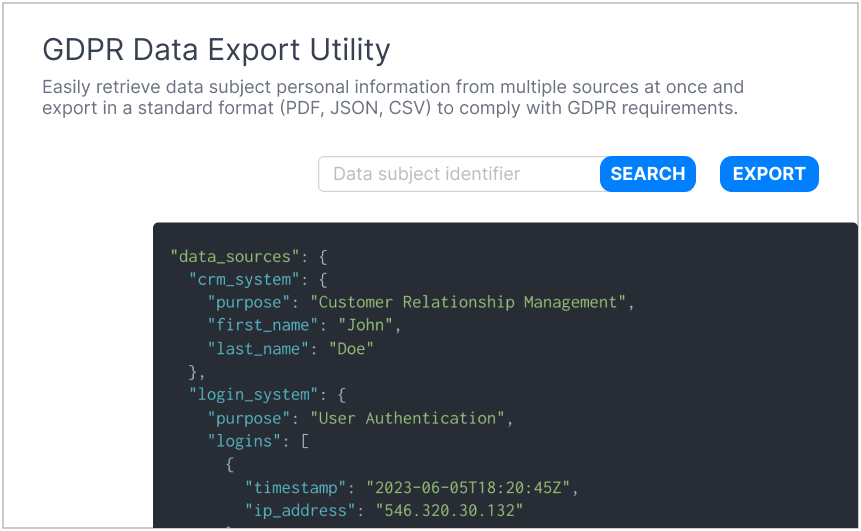 GDPR Data Export Utility
Easily retrieve data subject personal information from multiple sources at once and
export in a standard format (PDF, JSON, CSV) to comply with GDPR requirements.
Data subject identifier
SEARCH
EXPORT
"data_sources": {
"crm_system": {
"purpose": "Customer Relationship Management",
"first_name": "John",
"last_name": "Doe"
},
"login_system": {
"purpose": "User Authentication",
"logins": [
{
"timestamp": "2023-06-05T18:20:45Z",
"ip_address": "546.320.30.132"